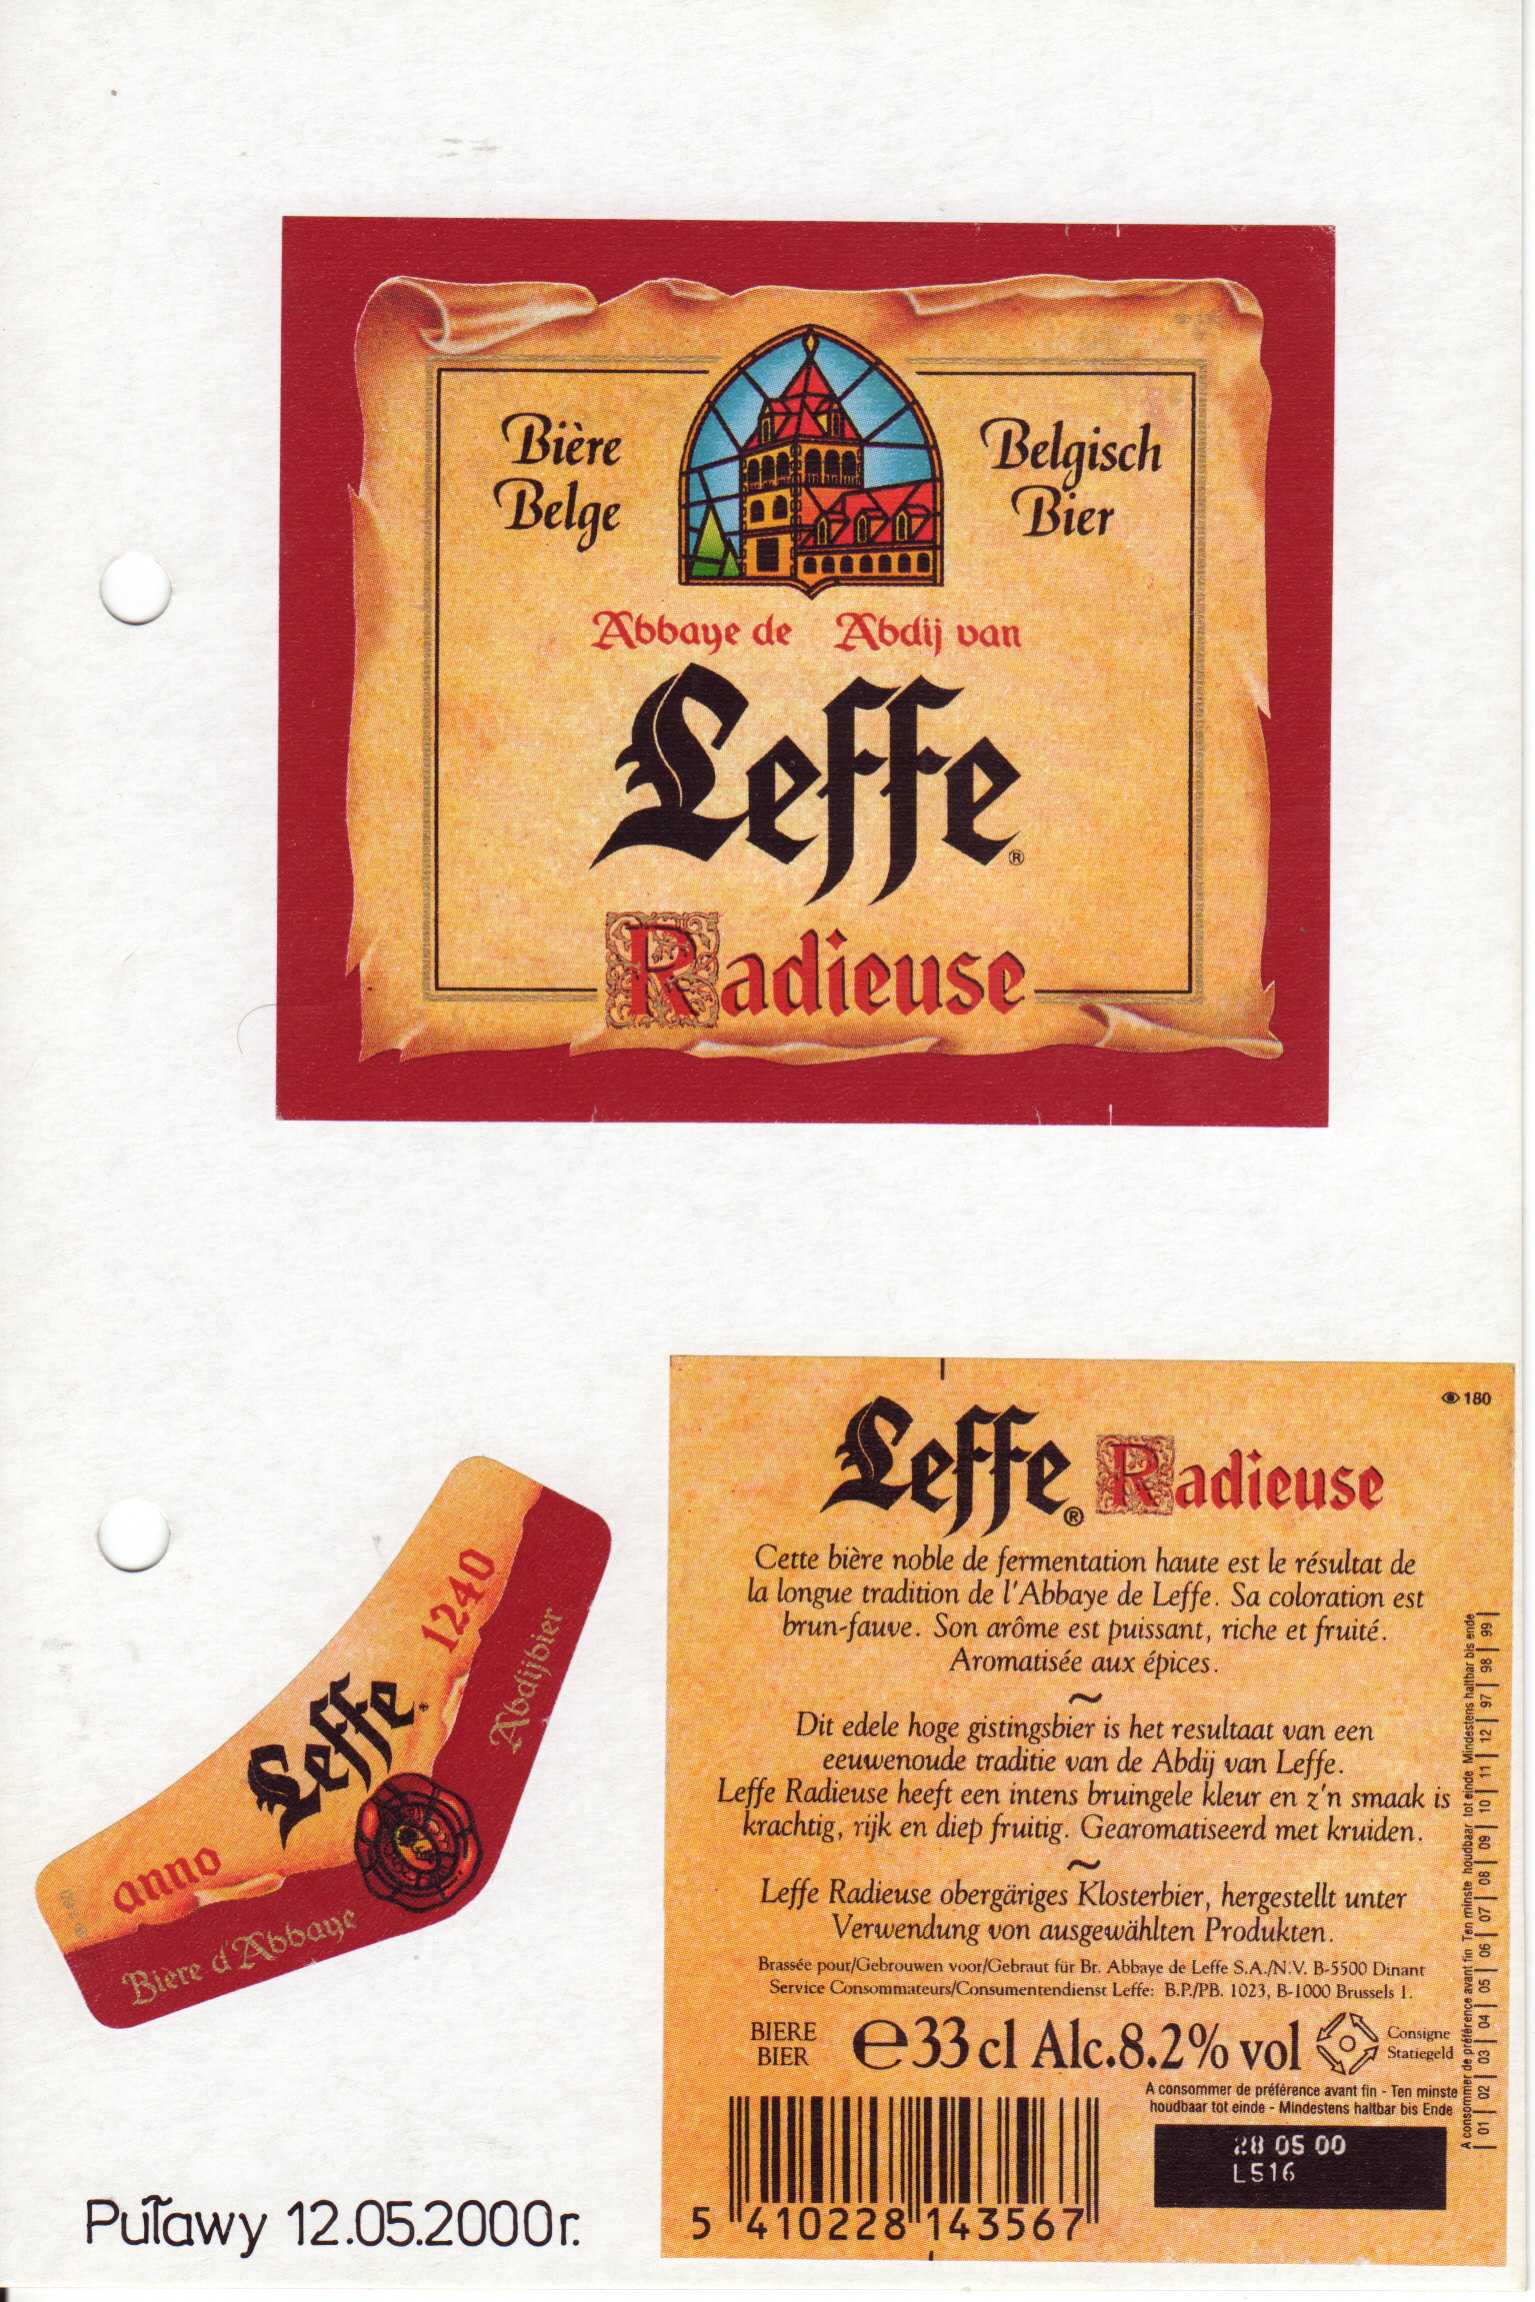 Bière
Belge
Belgisch
Bier
Abbaye de Abdij van
Leffe®
Radieuse
anno Leffe 1240
Bière d'Abbaye
Abdijbier
Puławy 12.05.2000r.
180
Leffe® Radieuse
Cette bière noble de fermentation haute est le résultat de
la longue tradition de l'Abbaye de Leffe. Sa coloration est
brun-fauve. Son arôme est puissant, riche et fruité.
Aromatisée aux épices.
~
Dit edele hoge gistingsbier is het resultaat van een
eeuwenoude traditie van de Abdij van Leffe.
Leffe Radieuse heeft een intens bruingele kleur en z'n smaak is
krachtig, rijk en diep fruitig. Gearomatiseerd met kruiden.
~
Leffe Radieuse obergäriges Klosterbier, hergestellt unter
Verwendung von ausgewählten Produkten.
Brassée pour/Gebrouwen voor/Gebraut für Br. Abbaye de Leffe S.A./N.V. B-5500 Dinant
Service Consommateurs/Consumentendienst Leffe: B.P./PB. 1023, B-1000 Brussels 1.
BIERE
BIER
℮33 cl Alc.8.2% vol
Consigne
Statiegeld
A consommer de préférence avant fin - Ten minste
houdbaar tot einde - Mindestens haltbar bis Ende
28 05 00
L516
5 410228 143567
A consommer de préférence avant fin Ten minste houdbaar tot einde Mindestens haltbar bis ende
| 01 | 02 | 03 | 04 | 05 | 06 | 07 | 08 | 09 | 10 | 11 | 12 | 97 | 98 | 99 |